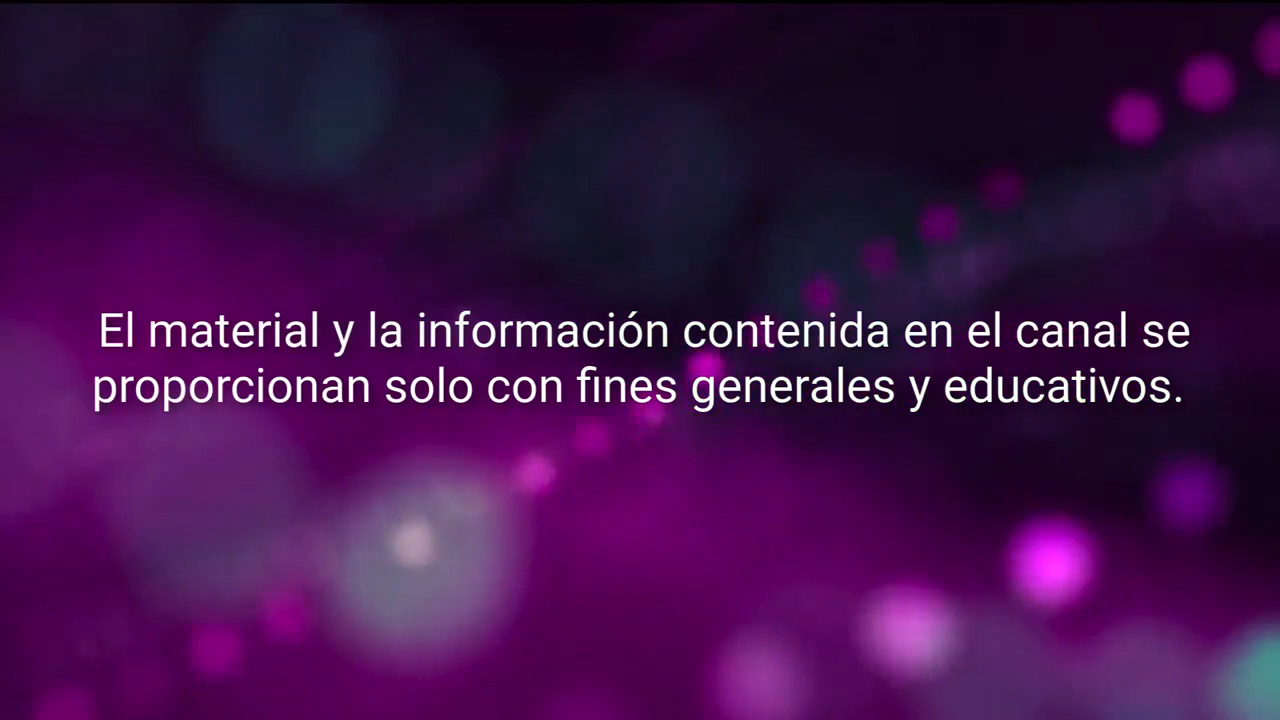 El material y la información contenida en el canal se
proporcionan solo con fines generales y educativos.